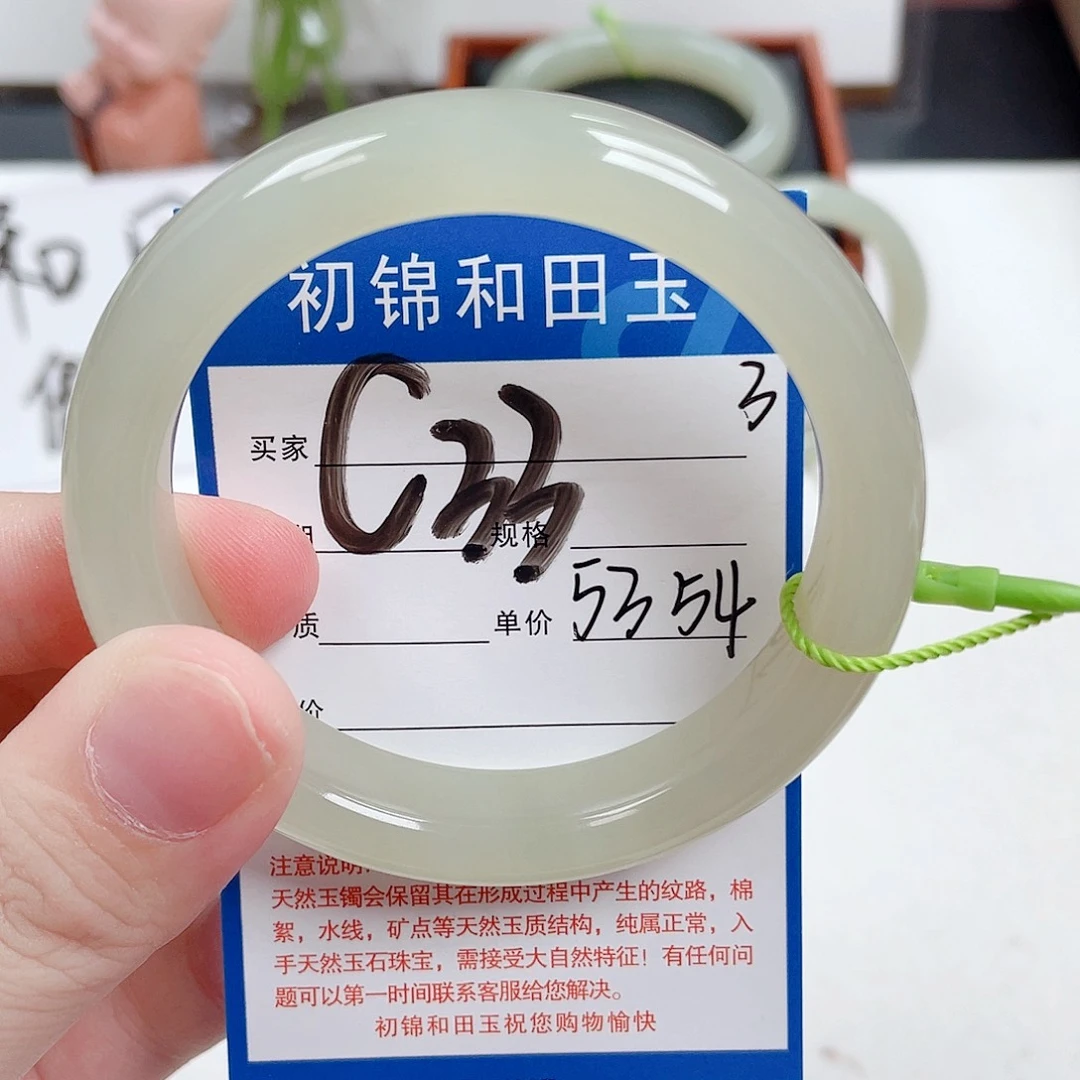 初锦和田玉
3
买家 C33
规格
质 单价 53 54
价
注意说明:
天然玉镯会保留其在形成过程中产生的纹路，棉
絮，水线，矿点等天然玉质结构，纯属正常，入
手天然玉石珠宝，需接受大自然特征！有任何问
题可以第一时间联系客服给您解决。
初锦和田玉祝您购物愉快